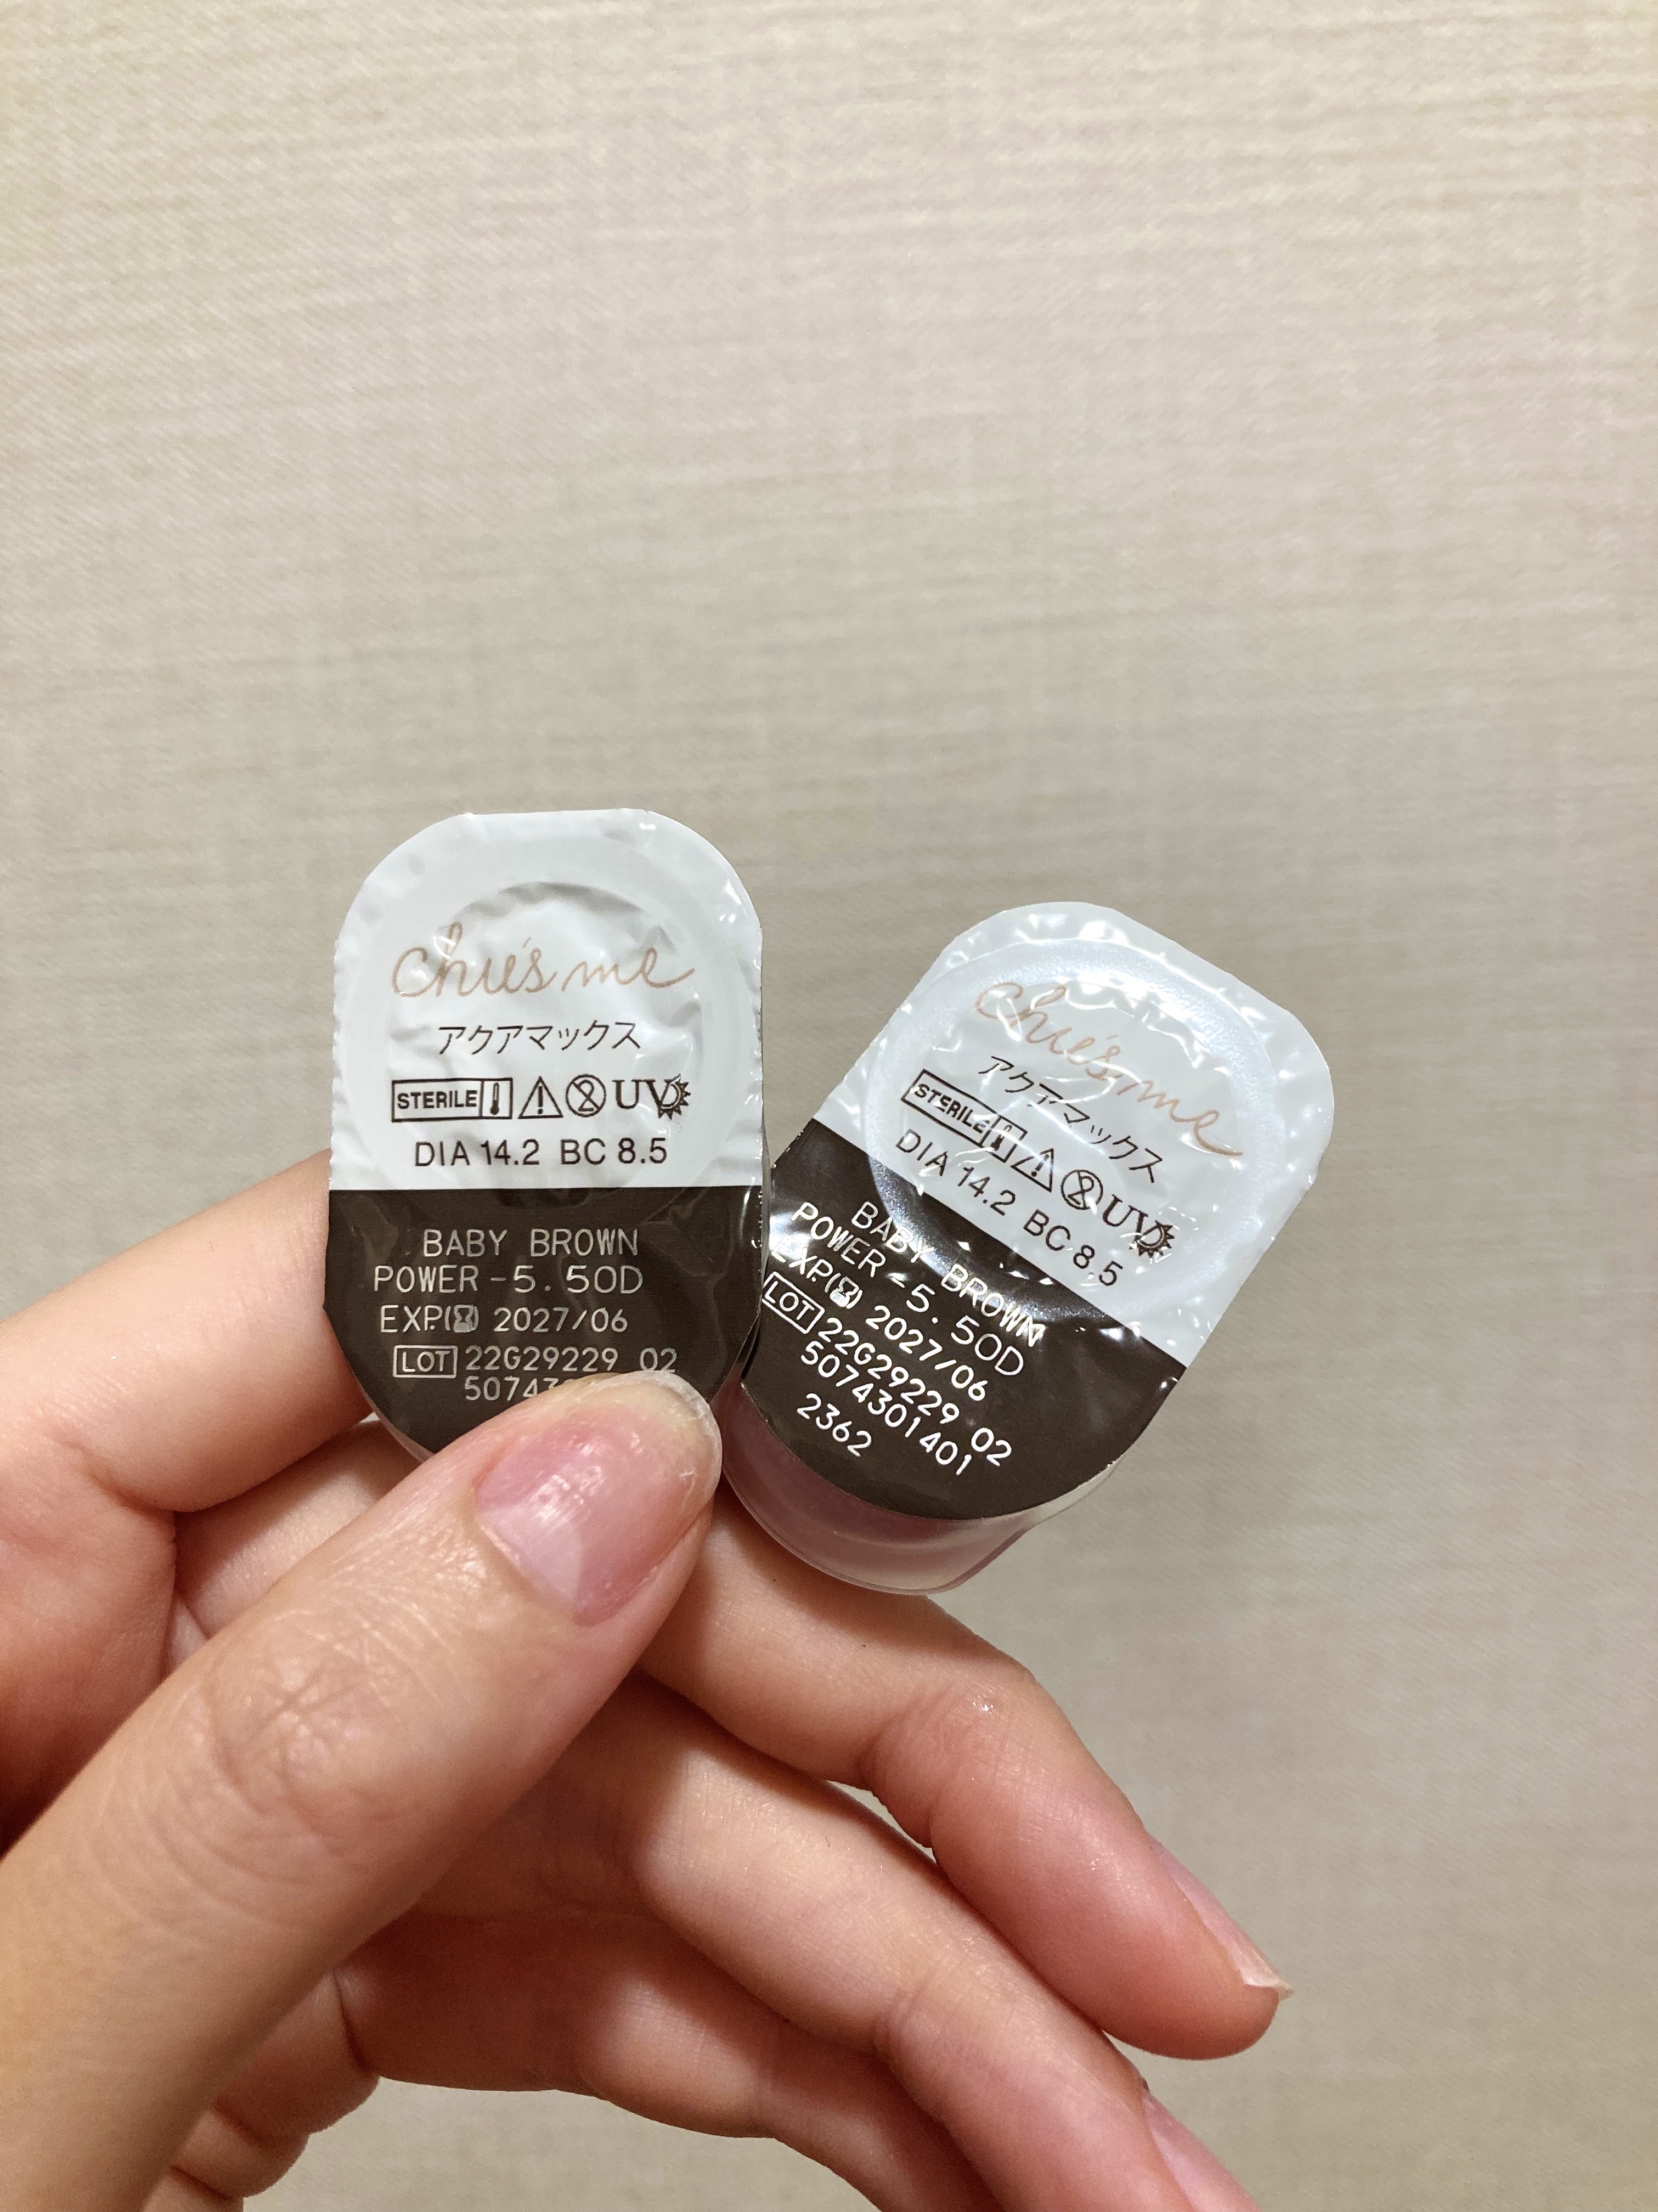 chu's me
アクアマックス
STERILE UV
DIA 14.2 BC 8.5
BABY BROWN
POWER -5.50D
EXP. 2027/06
LOT 22G29229 02
50743
chu's me
アクアマックス
STERILE UV
DIA 14.2 BC 8.5
BABY BROWN
POWER -5.50D
EXP. 2027/06
LOT 22G29229 02
5074301401
2362